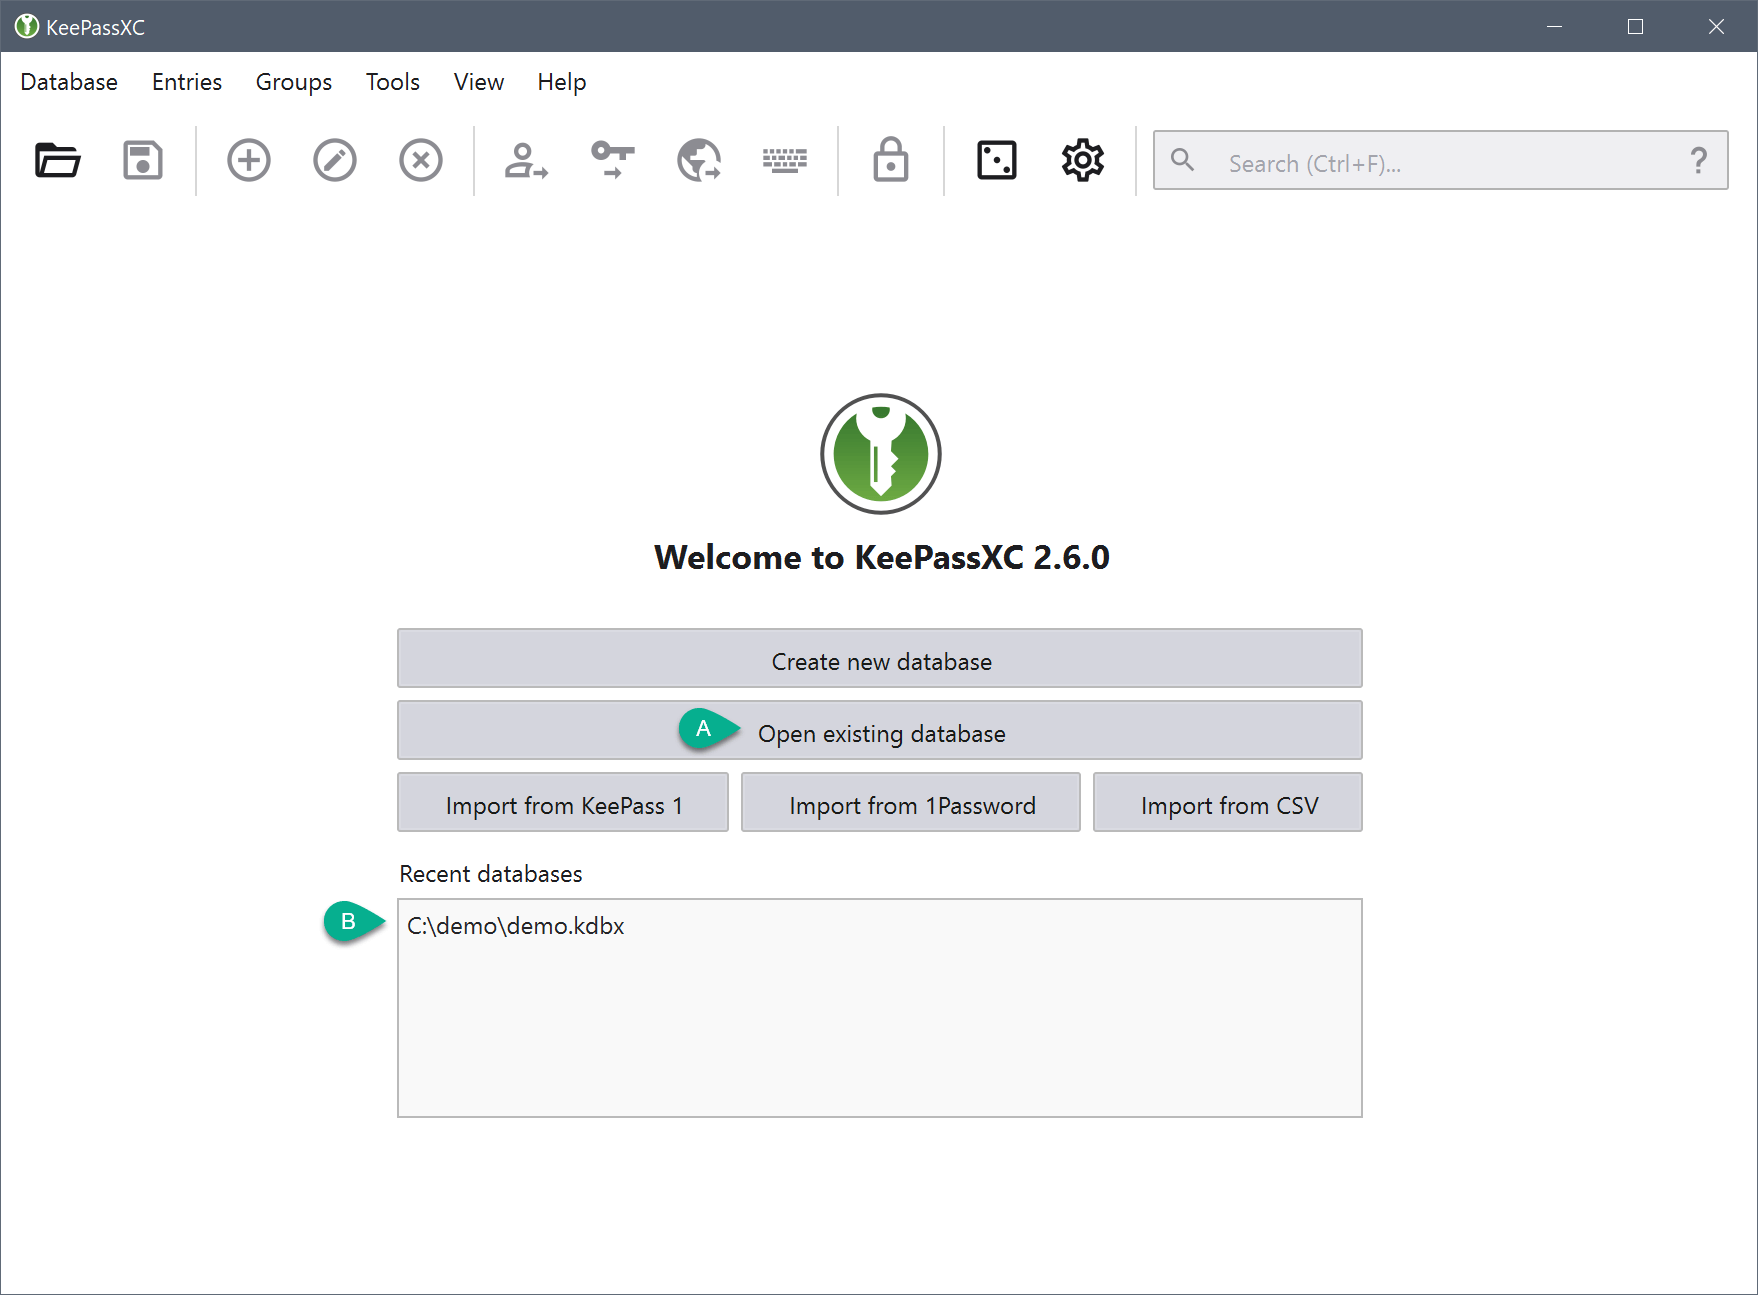 KeePassXC
Database Entries Groups Tools View Help
Search (Ctrl+F)... ?
Welcome to KeePassXC 2.6.0
Create new database
A Open existing database
Import from KeePass 1 Import from 1Password Import from CSV
Recent databases
B C:\demo\demo.kdbx